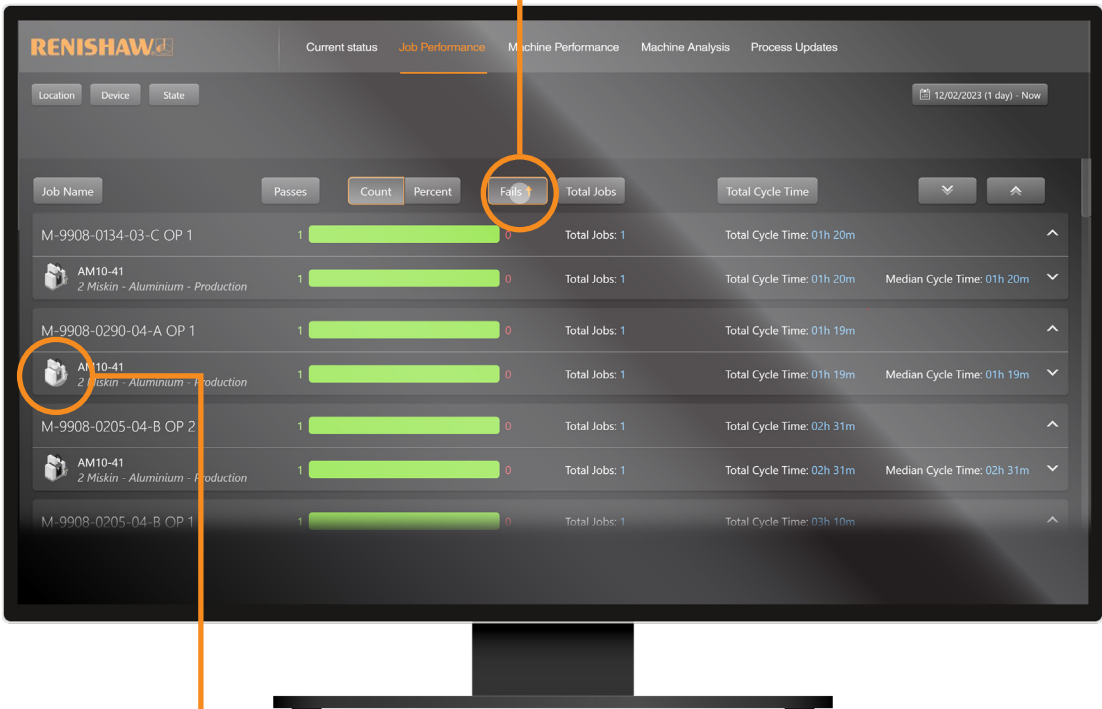 RENISHAW
Current status Job Performance Machine Performance Machine Analysis Process Updates
Location Device State 12/02/2023 (1 day) - Now
Job Name Passes Count Percent Fails ↑ Total Jobs Total Cycle Time
M-9908-0134-03-C OP 1 1 0 Total Jobs: 1 Total Cycle Time: 01h 20m
AM10-41
2 Miskin - Aluminium - Production 1 0 Total Jobs: 1 Total Cycle Time: 01h 20m Median Cycle Time: 01h 20m
M-9908-0290-04-A OP 1 1 0 Total Jobs: 1 Total Cycle Time: 01h 19m
AM10-41
2 Miskin - Aluminium - Production 1 0 Total Jobs: 1 Total Cycle Time: 01h 19m Median Cycle Time: 01h 19m
M-9908-0205-04-B OP 2 1 0 Total Jobs: 1 Total Cycle Time: 02h 31m
AM10-41
2 Miskin - Aluminium - Production 1 0 Total Jobs: 1 Total Cycle Time: 02h 31m Median Cycle Time: 02h 31m
M-9908-0205-04-B OP 1 1 0 Total Jobs: 1 Total Cycle Time: 03h 10m